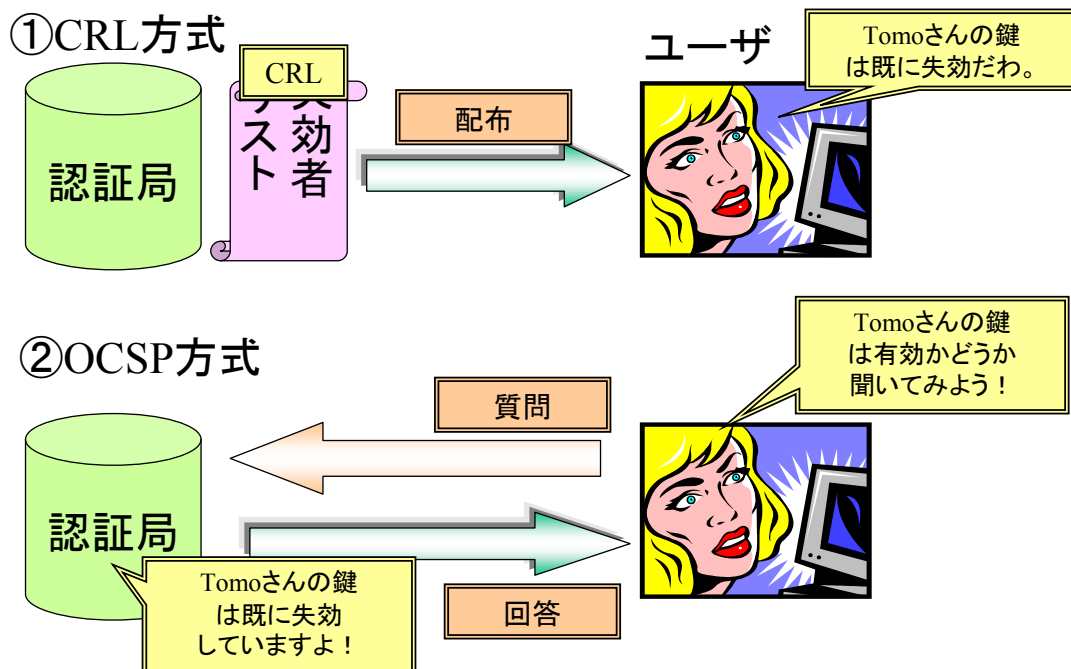 ①CRL方式
ユーザ
Tomoさんの鍵
は既に失効だわ。
CRL
失効者
リスト
配布
認証局
②OCSP方式
Tomoさんの鍵
は有効かどうか
聞いてみよう！
質問
認証局
Tomoさんの鍵
は既に失効
していますよ！
回答